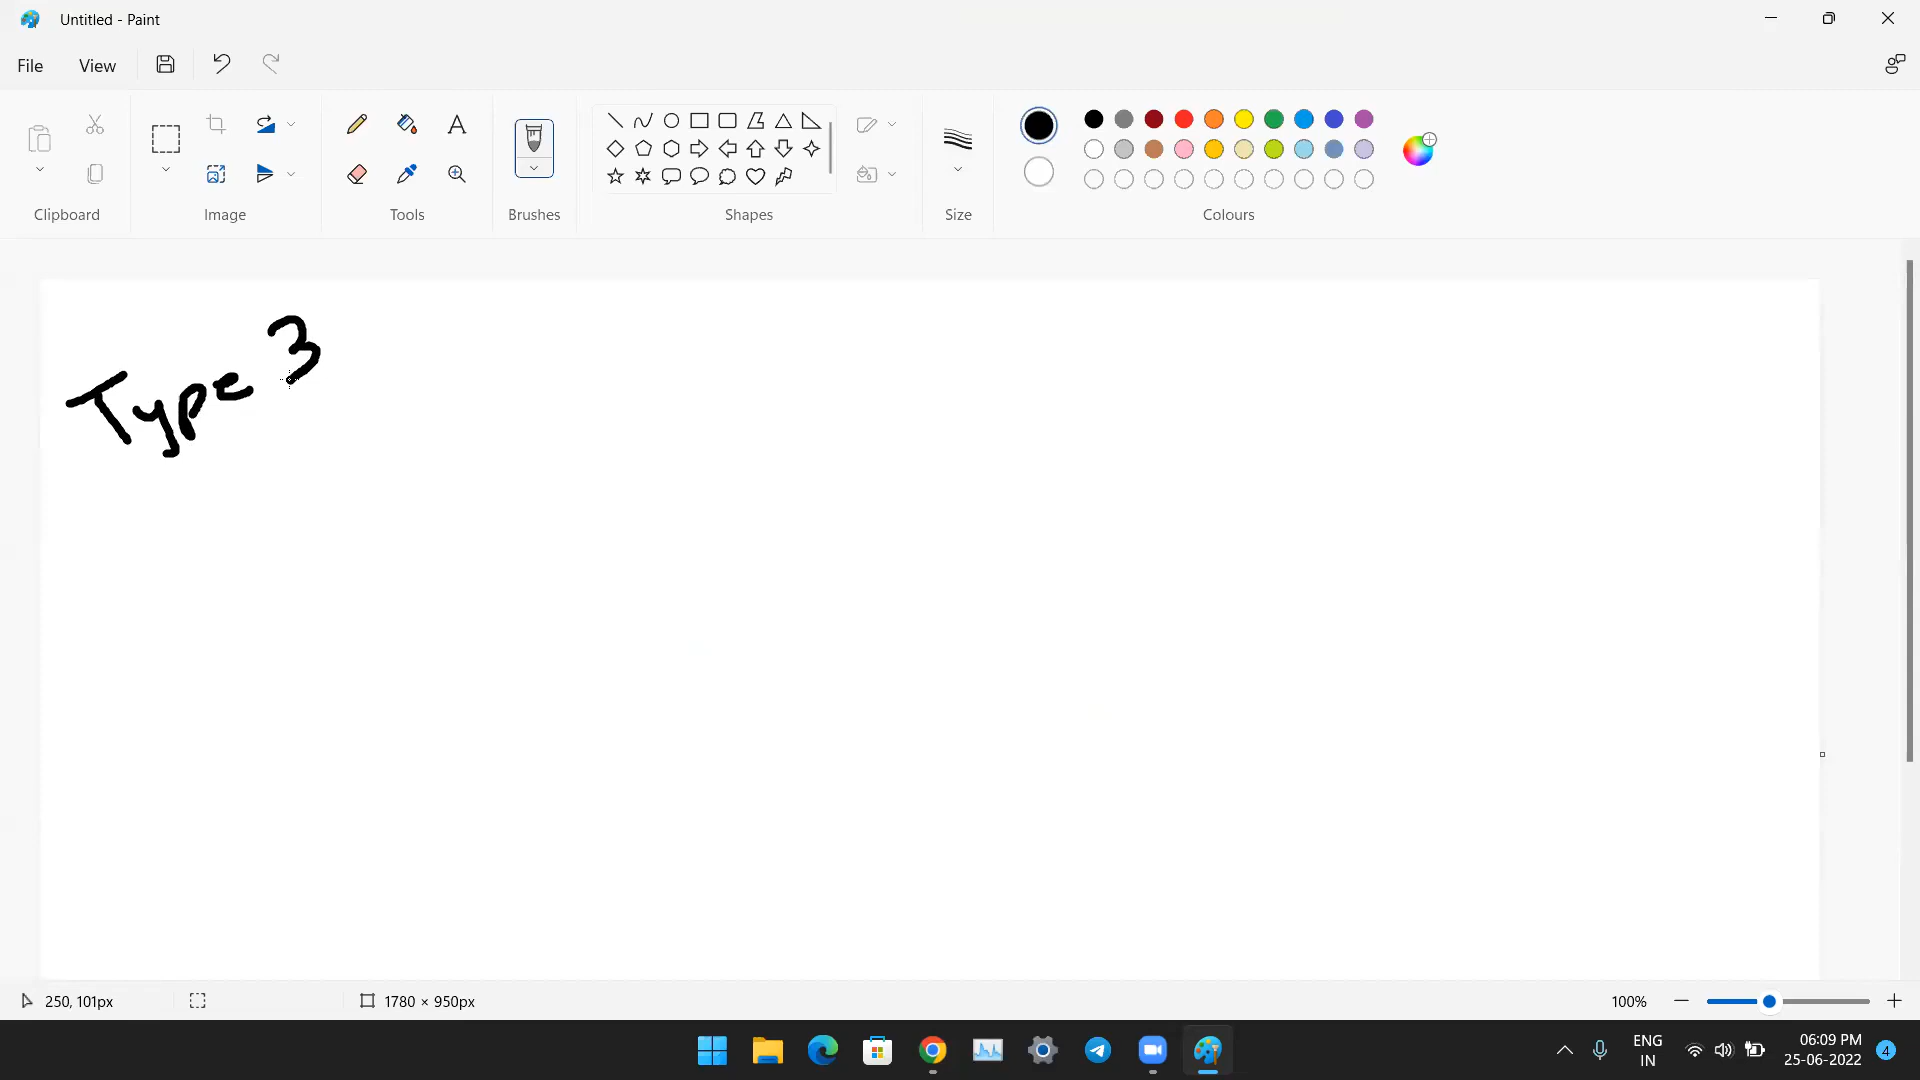 Untitled - Paint
File View
Clipboard Image Tools Brushes Shapes Size Colours
Type 3
250, 101px 1780 × 950px 100%
ENG
IN
06:09 PM
25-06-2022
4